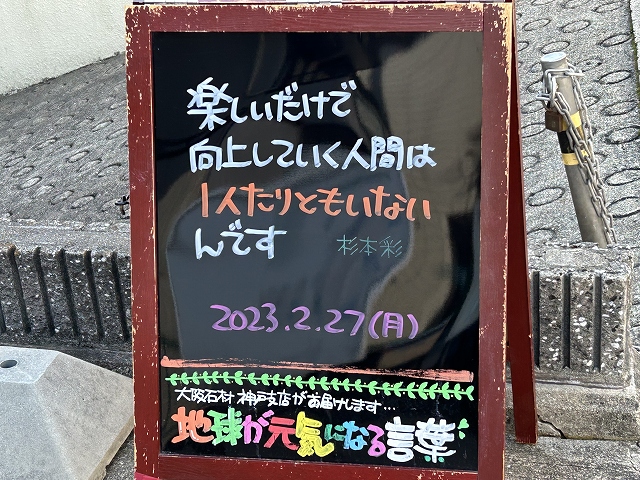 楽しいだけで
向上していく人間は
1人たりともいない
んです 杉本彩
2023.2.27(月)
大阪石材 神戸支店がお届けします…
地球が元気になる言葉